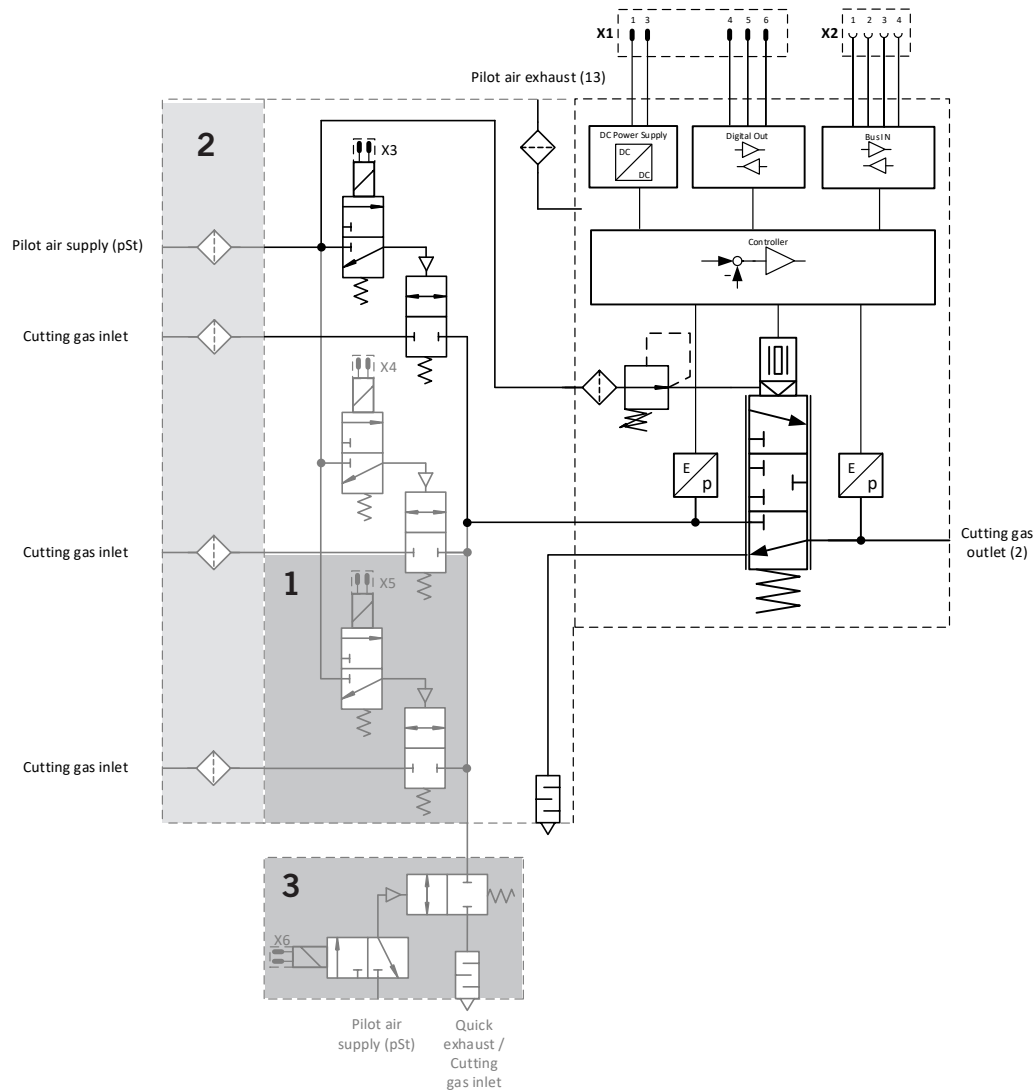 1 3 4 5 6 1 2 3 4
X1 X2
Pilot air exhaust (13)
DC Power Supply
DC
DC
Digital Out
Bus IN
2
X3
Pilot air supply (pSt)
Controller
Cutting gas inlet
X4
E
p
E
p
Cutting gas
outlet (2)
Cutting gas inlet
1
X5
Cutting gas inlet
3
X6
Pilot air
supply (pSt)
Quick
exhaust /
Cutting
gas inlet